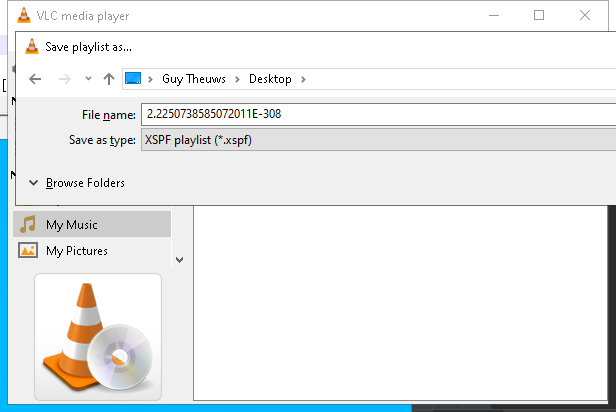 VLC media player
Save playlist as...
Guy Theuws
Desktop
File name: 2.2250738585072011E-308
Save as type: XSPF playlist (*.xspf)
Browse Folders
My Music
My Pictures